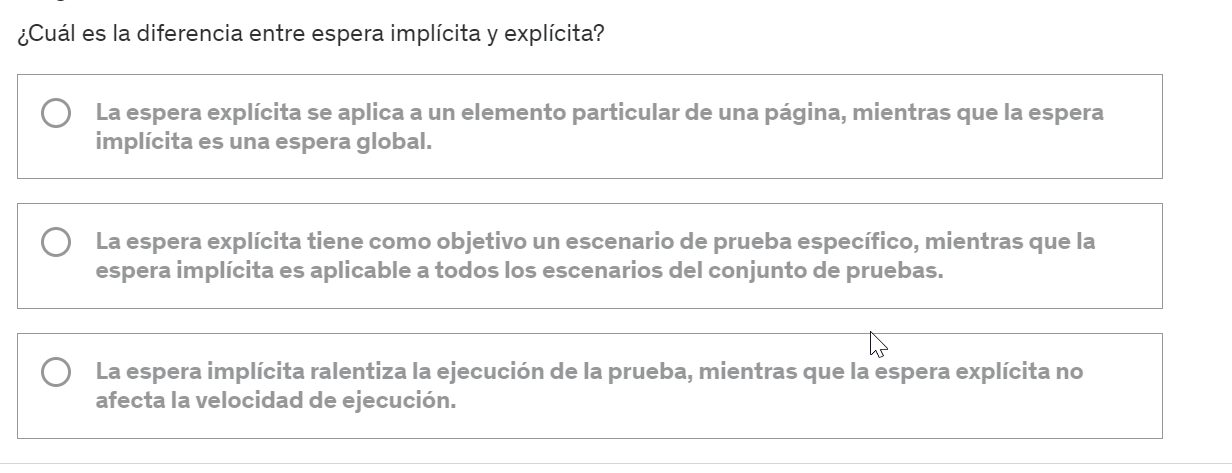 ¿Cuál es la diferencia entre espera implícita y explícita?
La espera explícita se aplica a un elemento particular de una página, mientras que la espera
implícita es una espera global.
La espera explícita tiene como objetivo un escenario de prueba específico, mientras que la
espera implícita es aplicable a todos los escenarios del conjunto de pruebas.
La espera implícita ralentiza la ejecución de la prueba, mientras que la espera explícita no
afecta la velocidad de ejecución.